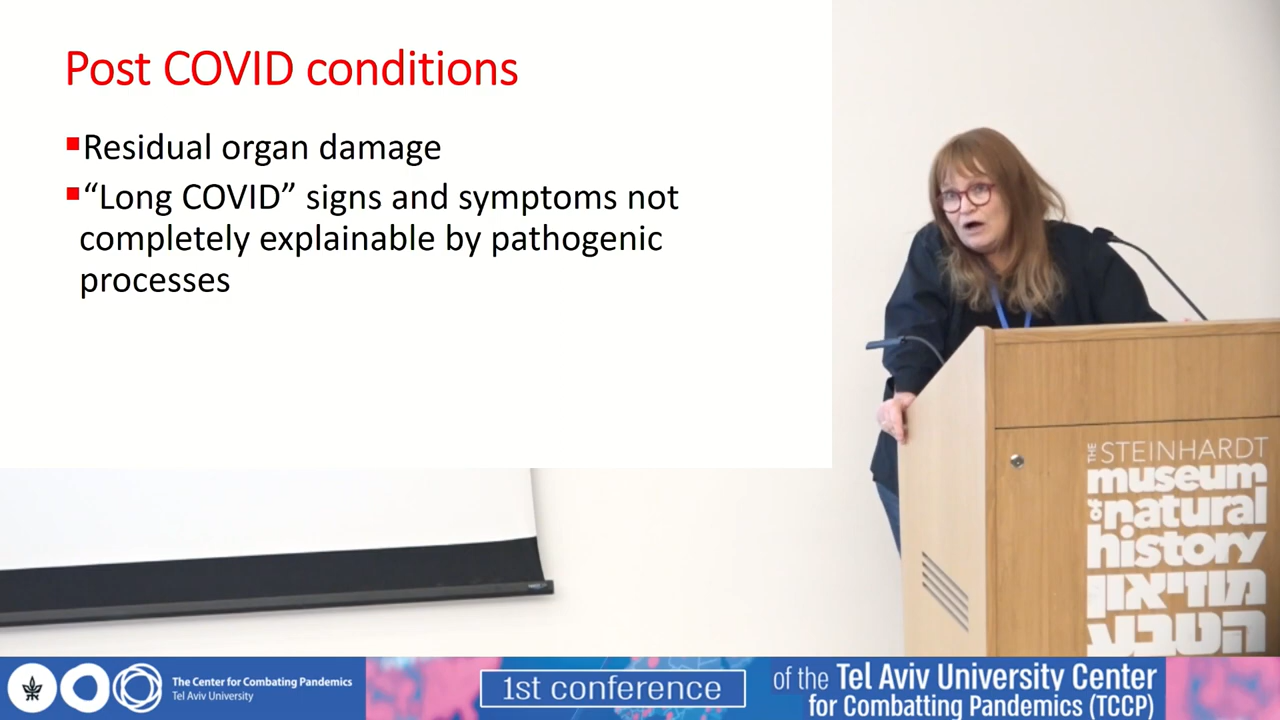 Post COVID conditions
▪Residual organ damage
▪“Long COVID” signs and symptoms not
completely explainable by pathogenic
processes
THE STEINHARDT
museum
of natural
history
מוזיאון
הטבע
The Center for Combating Pandemics
Tel Aviv University
1st conference
of the Tel Aviv University Center
for Combatting Pandemics (TCCP)